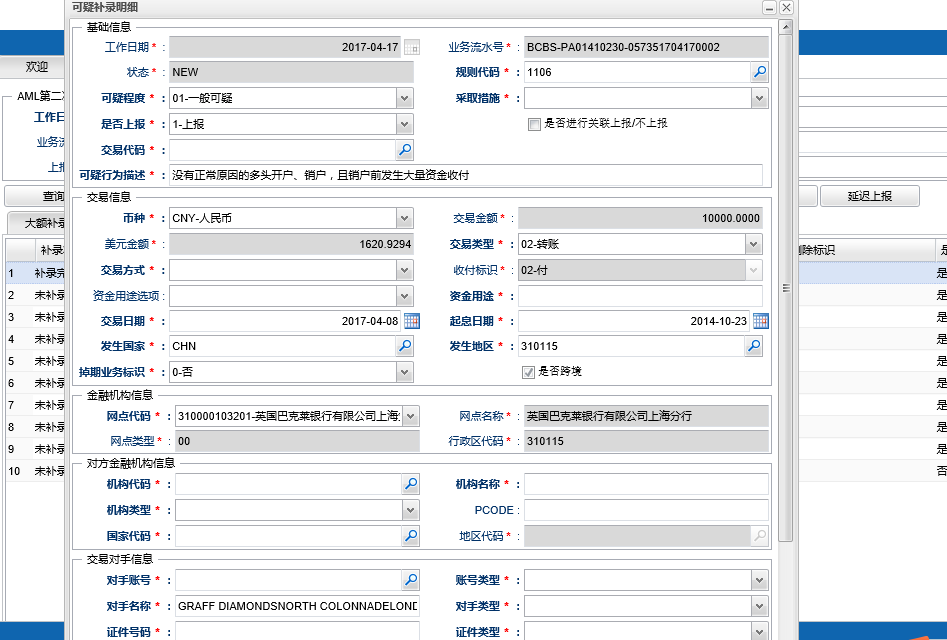 可疑补录明细
基础信息
工作日期 * : 2017-04-17 业务流水号 * : BCBS-PA01410230-057351704170002
状态 * : NEW 规则代码 * : 1106
可疑程度 * : 01-一般可疑 采取措施 * :
是否上报 * : 1-上报 是否进行关联上报/不上报
交易代码 * :
可疑行为描述 * : 没有正常原因的多头开户、销户，且销户前发生大量资金收付
交易信息
币种 * : CNY-人民币 交易金额 * : 10000.0000
美元金额 * : 1620.9294 交易类型 * : 02-转账
交易方式 * : 收付标识 * : 02-付
资金用途选项 : 资金用途 * :
交易日期 * : 2017-04-08 起息日期 * : 2014-10-23
发生国家 * : CHN 发生地区 * : 310115
掉期业务标识 * : 0-否 是否跨境
金融机构信息
网点代码 * : 310000103201-英国巴克莱银行有限公司上海 网点名称 * : 英国巴克莱银行有限公司上海分行
网点类型 * : 00 行政区代码 * : 310115
对方金融机构信息
机构代码 * : 机构名称 * :
机构类型 * : PCODE :
国家代码 * : 地区代码 * :
交易对手信息
对手账号 * : 账号类型 * :
对手名称 * : GRAFF DIAMONDSNORTH COLONNADELOND 对手类型 * :
证件号码 * : 证件类型 * :
欢迎
AML第二
工作日
业务流
上报
查询 延迟上报
大额补录
补录 删除标识 是
1 补录完 是
2 未补录 是
3 未补录 是
4 未补录 是
5 未补录 是
6 未补录 是
7 未补录 是
8 未补录 是
9 未补录 是
10 未补录 否